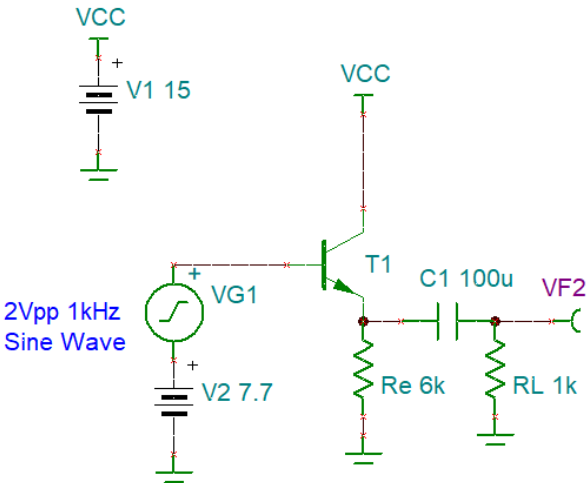 VCC
+
V1 15
VCC
T1
C1 100u
VF2
+
VG1
2Vpp 1kHz
Sine Wave
+
V2 7.7
Re 6k
RL 1k